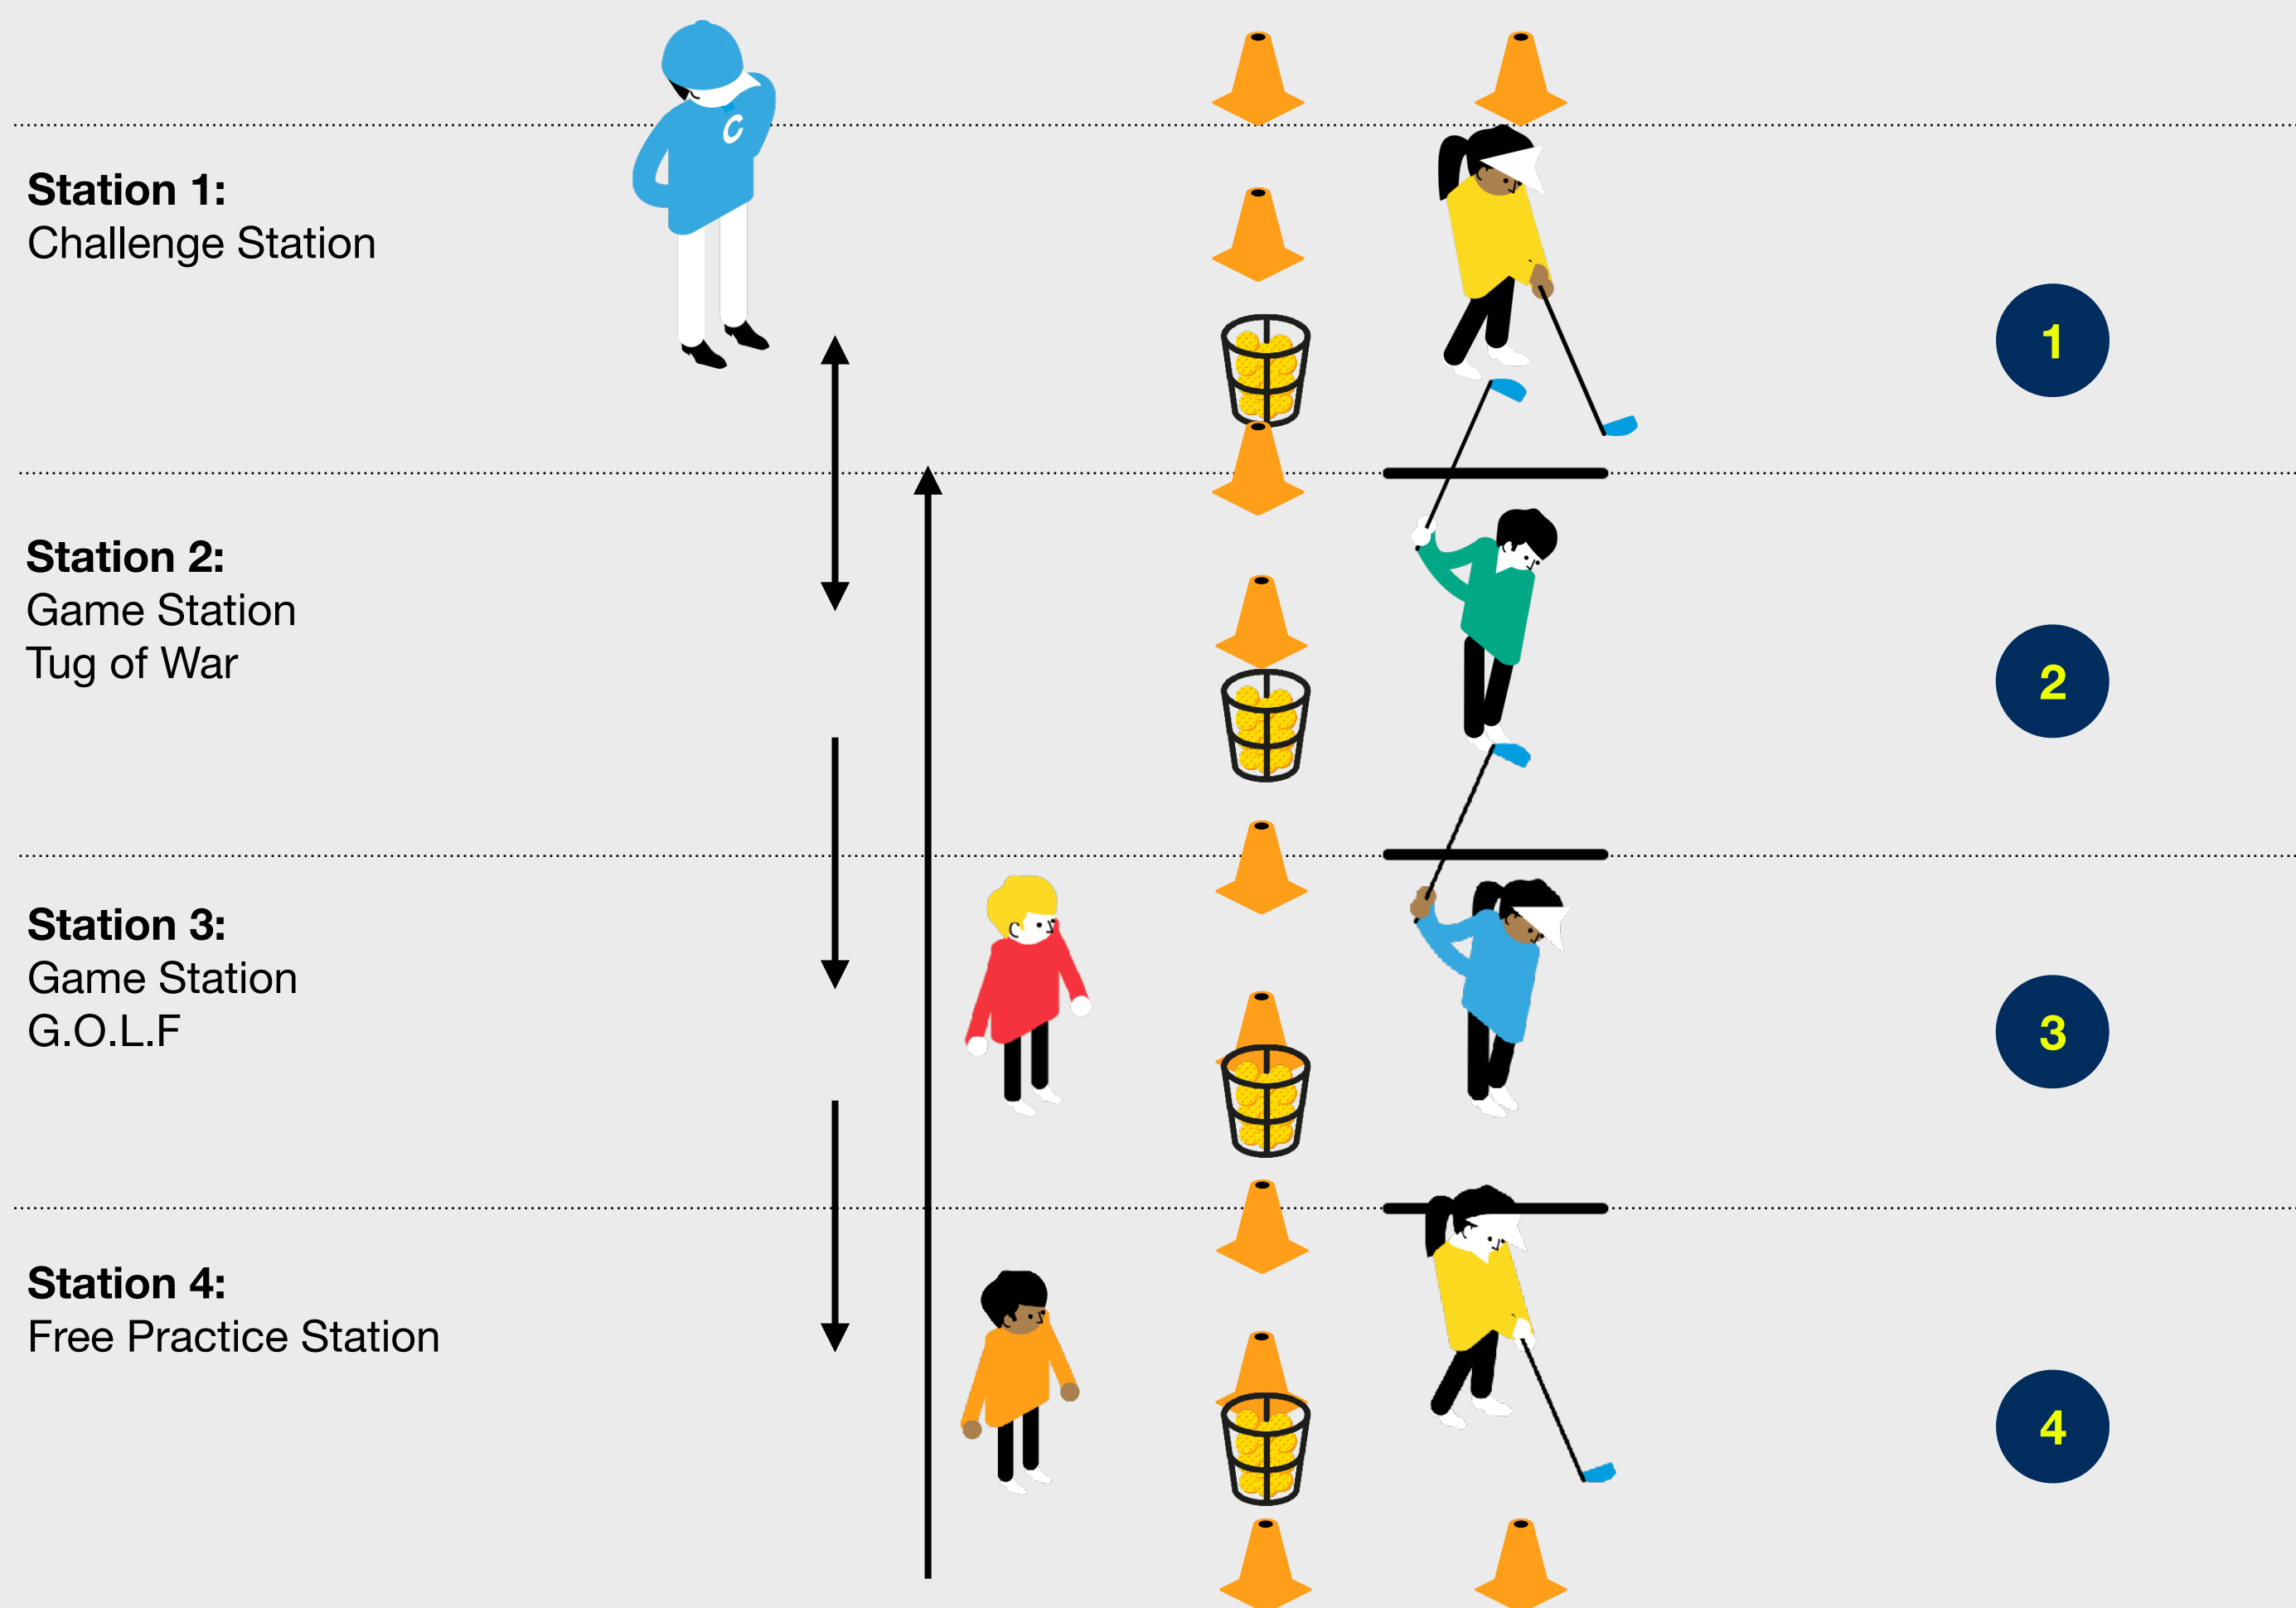 Station 1:
Challenge Station
C
1
Station 2:
Game Station
Tug of War
2
Station 3:
Game Station
G.O.L.F
3
Station 4:
Free Practice Station
4